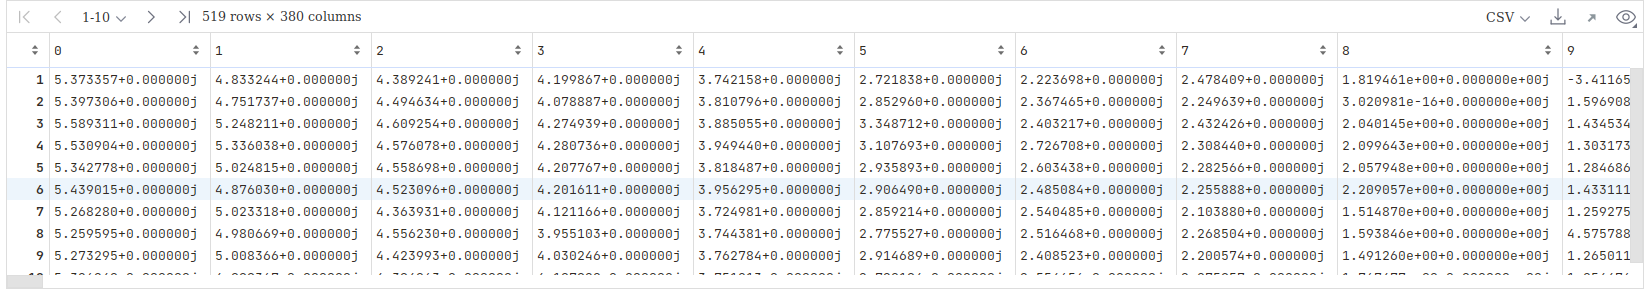 1-10 519 rows × 380 columns CSV
0 1 2 3 4 5 6 7 8 9
1 5.373357+0.000000j 4.833244+0.000000j 4.389241+0.000000j 4.199867+0.000000j 3.742158+0.000000j 2.721838+0.000000j 2.223698+0.000000j 2.478409+0.000000j 1.819461e+00+0.000000e+00j -3.41165
2 5.397306+0.000000j 4.751737+0.000000j 4.494634+0.000000j 4.078887+0.000000j 3.810796+0.000000j 2.852960+0.000000j 2.367465+0.000000j 2.249639+0.000000j 3.020981e-16+0.000000e+00j 1.596908
3 5.589311+0.000000j 5.248211+0.000000j 4.609254+0.000000j 4.274939+0.000000j 3.885055+0.000000j 3.348712+0.000000j 2.403217+0.000000j 2.432426+0.000000j 2.040145e+00+0.000000e+00j 1.434534
4 5.530904+0.000000j 5.336038+0.000000j 4.576078+0.000000j 4.280736+0.000000j 3.949440+0.000000j 3.107693+0.000000j 2.726708+0.000000j 2.308440+0.000000j 2.099643e+00+0.000000e+00j 1.303173
5 5.342778+0.000000j 5.024815+0.000000j 4.558698+0.000000j 4.207767+0.000000j 3.818487+0.000000j 2.935893+0.000000j 2.603438+0.000000j 2.282566+0.000000j 2.057948e+00+0.000000e+00j 1.284686
6 5.439015+0.000000j 4.876030+0.000000j 4.523096+0.000000j 4.201611+0.000000j 3.956295+0.000000j 2.906490+0.000000j 2.485084+0.000000j 2.255888+0.000000j 2.209057e+00+0.000000e+00j 1.433111
7 5.268280+0.000000j 5.023318+0.000000j 4.363931+0.000000j 4.121166+0.000000j 3.724981+0.000000j 2.859214+0.000000j 2.540485+0.000000j 2.103880+0.000000j 1.514870e+00+0.000000e+00j 1.259275
8 5.259595+0.000000j 4.980669+0.000000j 4.556230+0.000000j 3.955103+0.000000j 3.744381+0.000000j 2.775527+0.000000j 2.516468+0.000000j 2.268504+0.000000j 1.593846e+00+0.000000e+00j 4.575788
9 5.273295+0.000000j 5.008366+0.000000j 4.423993+0.000000j 4.030246+0.000000j 3.762784+0.000000j 2.914689+0.000000j 2.408523+0.000000j 2.200574+0.000000j 1.491260e+00+0.000000e+00j 1.265011